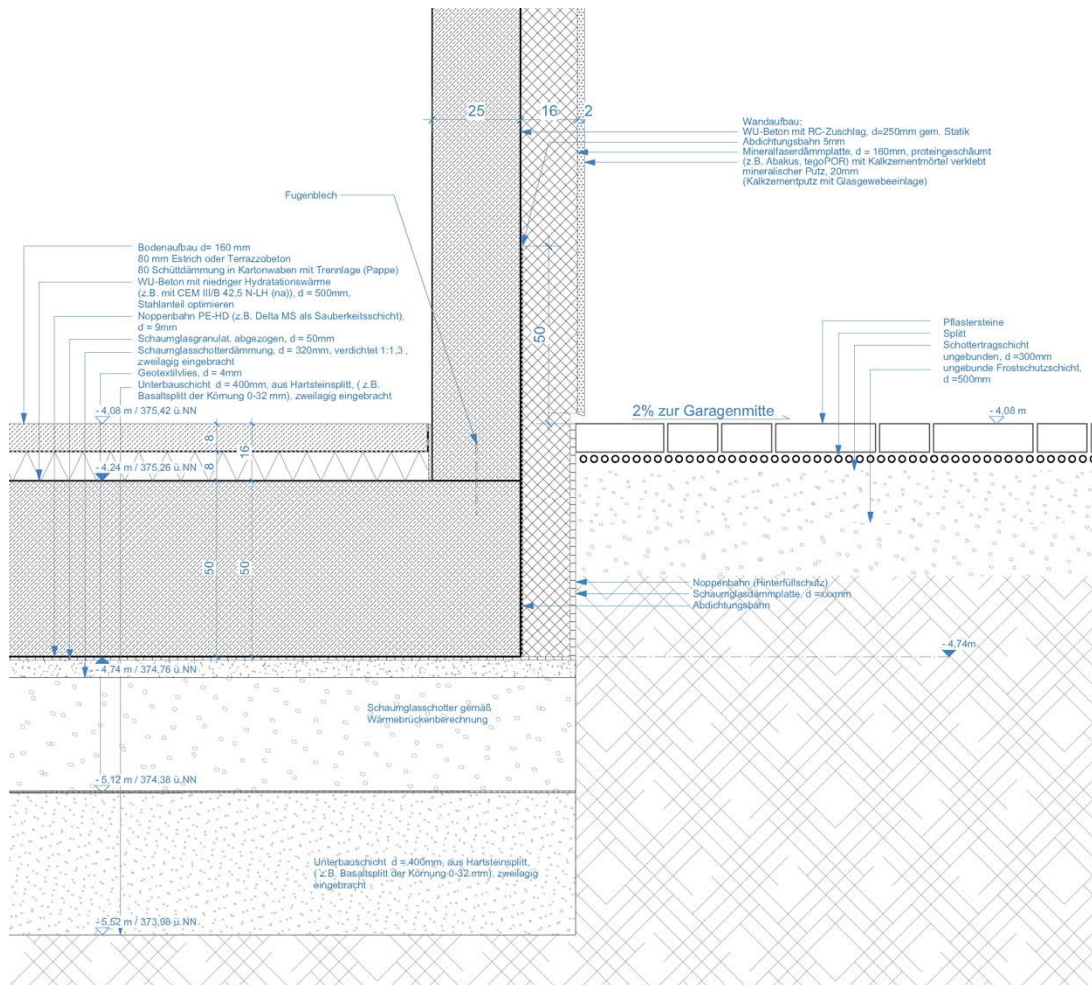 25
16
2
Wandaufbau:
WU-Beton mit RC-Zuschlag, d=250mm gem. Statik
Abdichtungsbahn 5mm
Mineralfaserdämmplatte, d = 160mm, proteingeschäumt
(z.B. Abakus, tegoPOR) mit Kalkzementmörtel verklebt
mineralischer Putz, 20mm
(Kalkzementputz mit Glasgewebeeinlage)
Fugenblech
Bodenaufbau d= 160 mm
80 mm Estrich oder Terrazzobeton
80 Schüttdämmung in Kartonwaben mit Trennlage (Pappe)
WU-Beton mit niedriger Hydratationswärme
(z.B. mit CEM III/B 42,5 N-LH (na)), d = 500mm,
Stahlanteil optimieren
Noppenbahn PE-HD (z.B. Delta MS als Sauberkeitsschicht),
d = 9mm
Schaumglasgranulat, abgezogen, d = 50mm
Schaumglasschotterdämmung, d = 320mm, verdichtet 1:1,3 ,
zweilagig eingebracht
Geotextilvlies, d = 4mm
Unterbauschicht d = 400mm, aus Hartsteinsplitt, ( z.B.
Basaltsplitt der Körnung 0-32 mm), zweilagig eingebracht
50
Pflastersteine
Splitt
Schottertragschicht
ungebunden, d =300mm
ungebunde Frostschutzschicht,
d =500mm
- 4,08 m / 375,42 ü.NN
2% zur Garagenmitte
- 4,08 m
8
16
8
- 4,24 m / 375,26 ü.NN
50
50
Noppenbahn (Hinterfüllschutz)
Schaumglasdämmplatte, d =xxxmm
Abdichtungsbahn
- 4,74m
- 4,74 m / 374,76 ü.NN
Schaumglasschotter gemäß
Wärmebrückenberechnung
- 5,12 m / 374,38 ü.NN
Unterbauschicht d = 400mm, aus Hartsteinsplitt,
( z.B. Basaltsplitt der Körnung 0-32 mm), zweilagig
eingebracht
- 5,52 m / 373,98 ü.NN